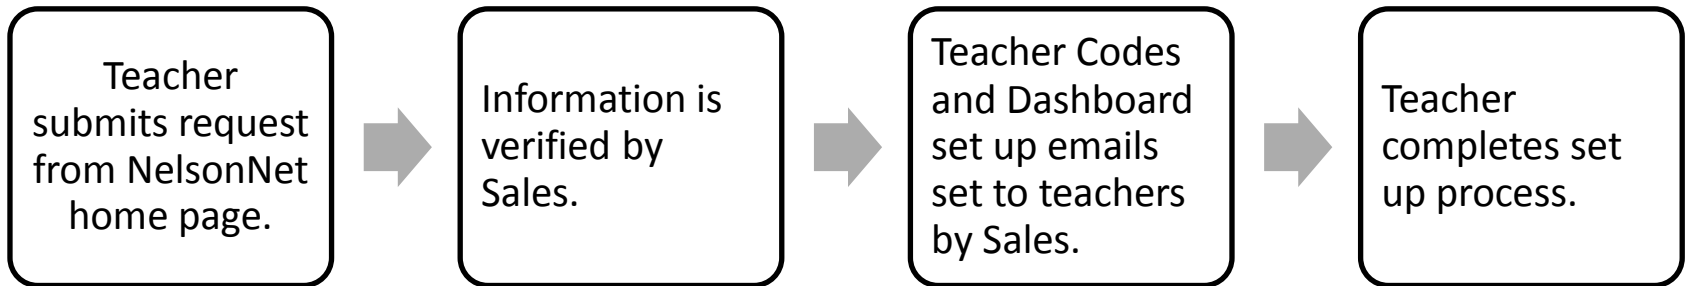 Teacher
submits request
from NelsonNet
home page.
Information is
verified by
Sales.
Teacher Codes
and Dashboard
set up emails
set to teachers
by Sales.
Teacher
completes set
up process.